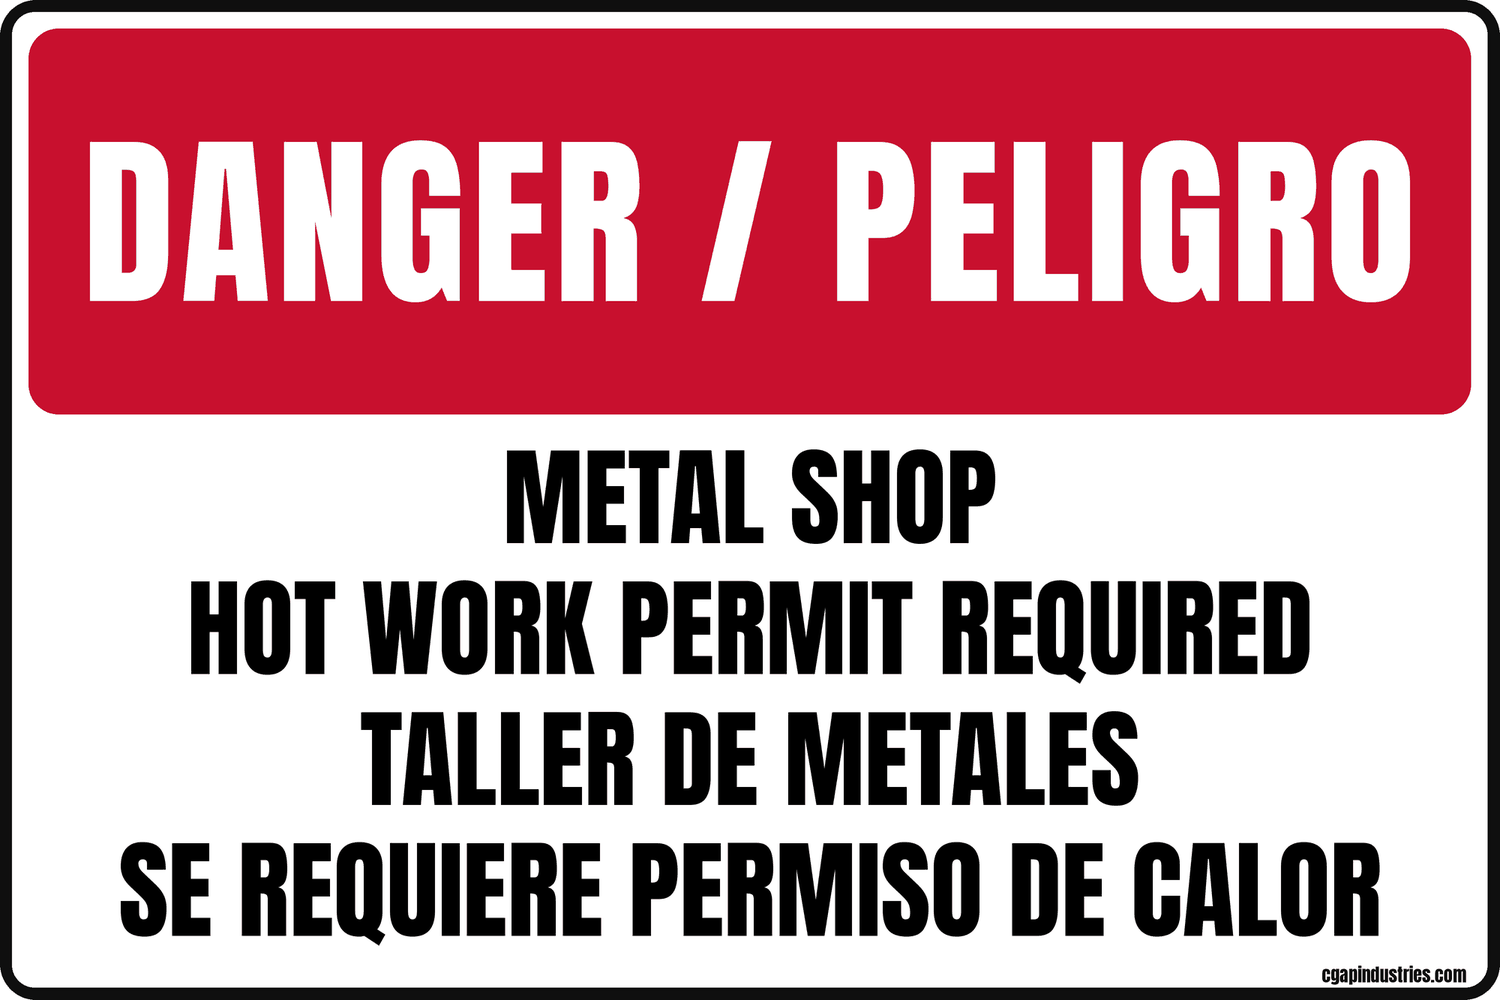 DANGER / PELIGRO
METAL SHOP
HOT WORK PERMIT REQUIRED
TALLER DE METALES
SE REQUIERE PERMISO DE CALOR
cgapindustries.com